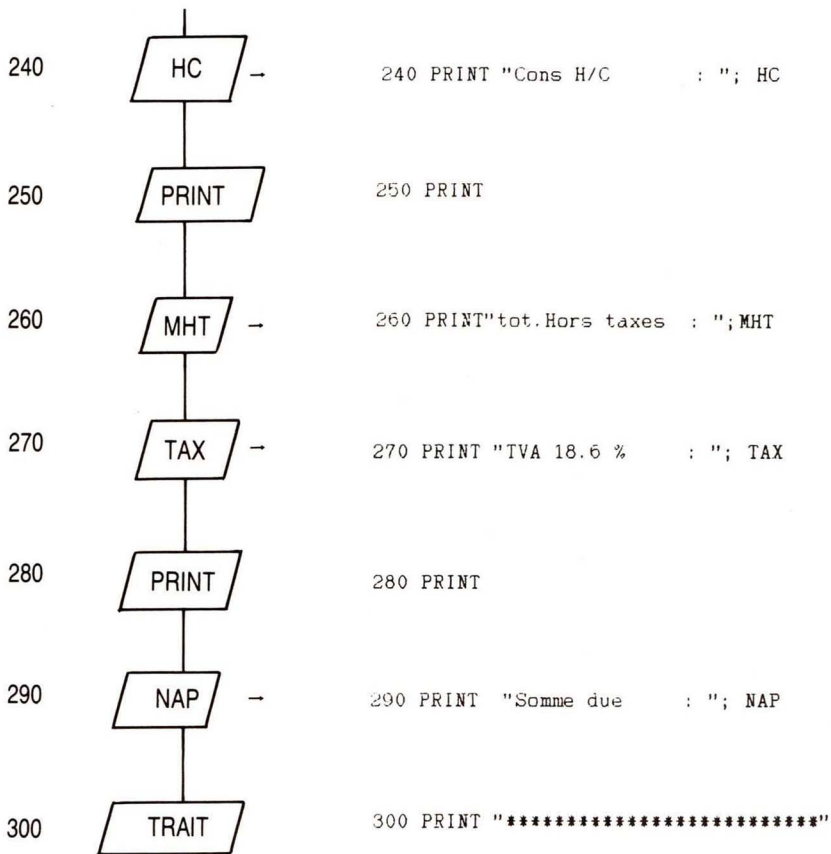 240 HC → 240 PRINT "Cons H/C : "; HC
250 PRINT 250 PRINT
260 MHT → 260 PRINT"tot.Hors taxes : ";MHT
270 TAX → 270 PRINT "TVA 18.6 % : "; TAX
280 PRINT 280 PRINT
290 NAP → 290 PRINT "Somme due : "; NAP
300 TRAIT 300 PRINT "**************************"